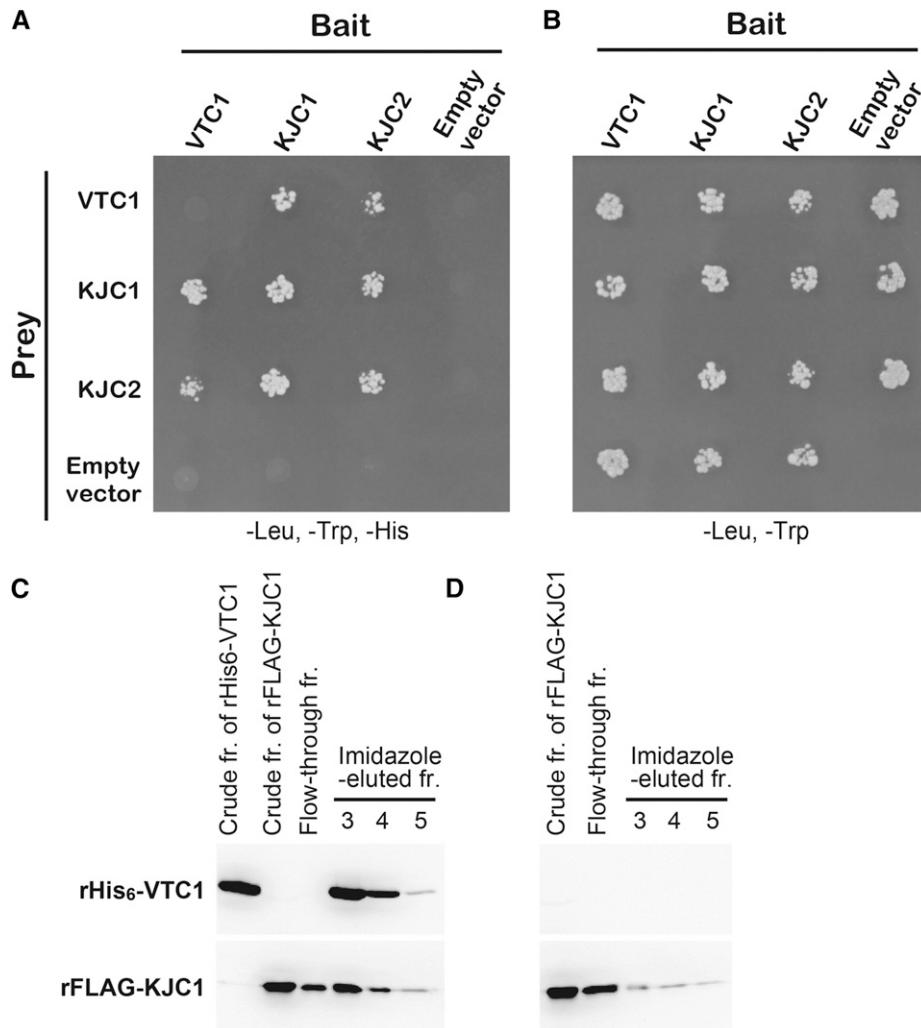 A
Bait
VTC1
KJC1
KJC2
Empty
vector
Prey
VTC1
KJC1
KJC2
Empty
vector
-Leu, -Trp, -His
B
Bait
VTC1
KJC1
KJC2
Empty
vector
-Leu, -Trp
C
Crude fr. of rHis6-VTC1
Crude fr. of rFLAG-KJC1
Flow-through fr.
Imidazole
-eluted fr.
3 4 5
rHis₆-VTC1
rFLAG-KJC1
D
Crude fr. of rFLAG-KJC1
Flow-through fr.
Imidazole
-eluted fr.
3 4 5